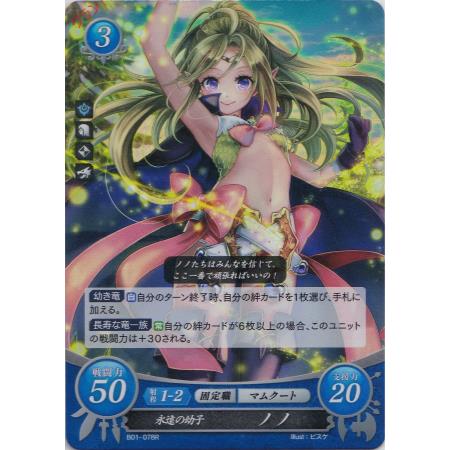 3
ノノたちはみんなを信じて、
ここ一番で頑張ればいいの!
幼き竜 自自分のターン終了時、自分の絆カードを1枚選び、手札に
加える。
長寿な竜一族 常自分の絆カードが6枚以上の場合、このユニット
の戦闘力は+30される。
戦闘力 50 射程 1-2 固定職 マムクート 支援力 20
永遠の幼子 ノノ
B01-078R Illust:ピスケ